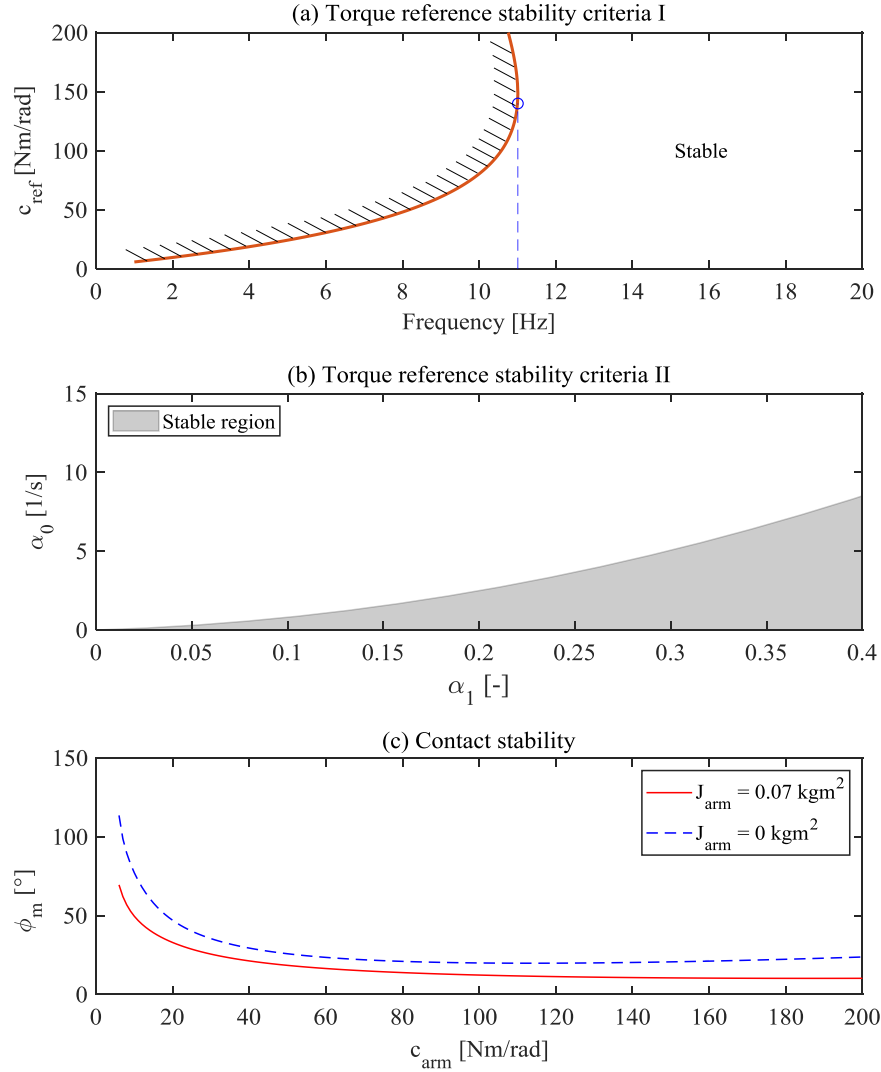 (a) Torque reference stability criteria I
200
150
100
50
0
c_ref [Nm/rad]
Stable
0 2 4 6 8 10 12 14 16 18 20
Frequency [Hz]
(b) Torque reference stability criteria II
15
10
5
0
α_0 [1/s]
Stable region
0 0.05 0.1 0.15 0.2 0.25 0.3 0.35 0.4
α_1 [-]
(c) Contact stability
150
100
50
0
ϕ_m [°]
J_arm = 0.07 kgm²
J_arm = 0 kgm²
0 20 40 60 80 100 120 140 160 180 200
c_arm [Nm/rad]